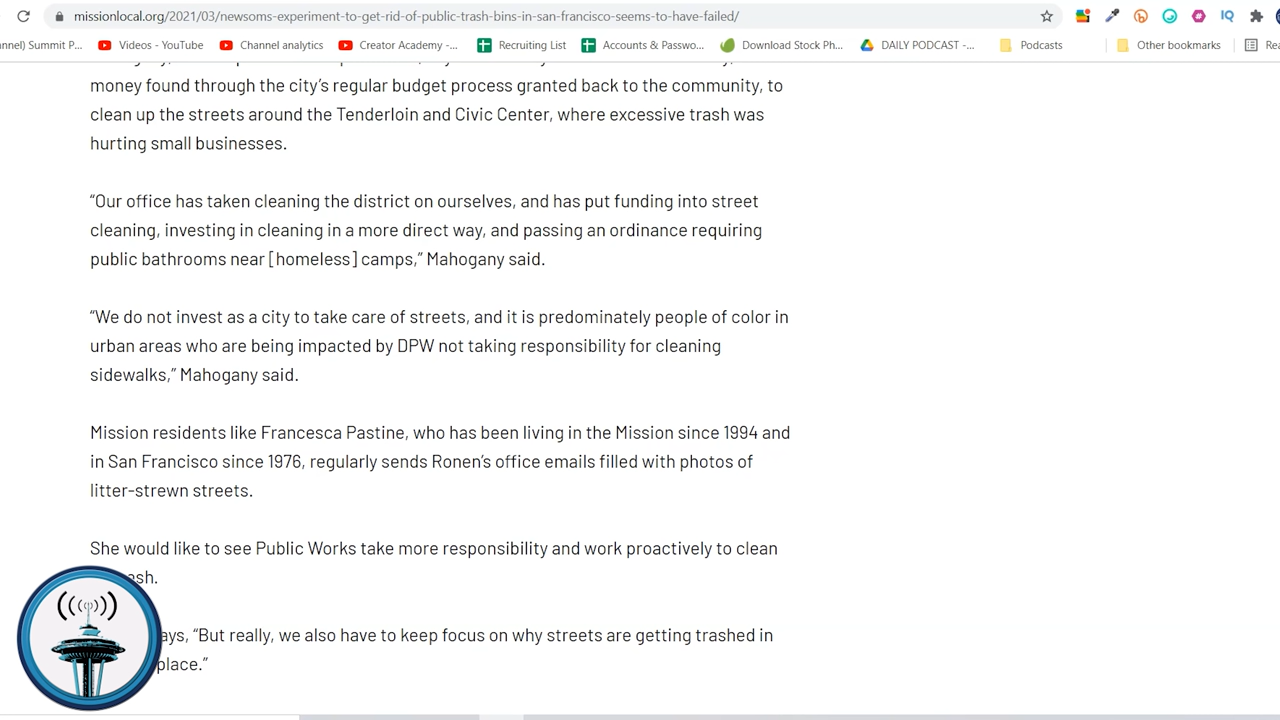 missionlocal.org/2021/03/newsoms-experiment-to-get-rid-of-public-trash-bins-in-san-francisco-seems-to-have-failed/
nnel) Summit P... Videos - YouTube Channel analytics Creator Academy -... Recruiting List Accounts & Passwo... Download Stock Ph... DAILY PODCAST -... Podcasts Other bookmarks Rea
money found through the city's regular budget process granted back to the community, to
clean up the streets around the Tenderloin and Civic Center, where excessive trash was
hurting small businesses.
“Our office has taken cleaning the district on ourselves, and has put funding into street
cleaning, investing in cleaning in a more direct way, and passing an ordinance requiring
public bathrooms near [homeless] camps,” Mahogany said.
“We do not invest as a city to take care of streets, and it is predominately people of color in
urban areas who are being impacted by DPW not taking responsibility for cleaning
sidewalks,” Mahogany said.
Mission residents like Francesca Pastine, who has been living in the Mission since 1994 and
in San Francisco since 1976, regularly sends Ronen’s office emails filled with photos of
litter-strewn streets.
She would like to see Public Works take more responsibility and work proactively to clean
ash.
ays, “But really, we also have to keep focus on why streets are getting trashed in
place.”